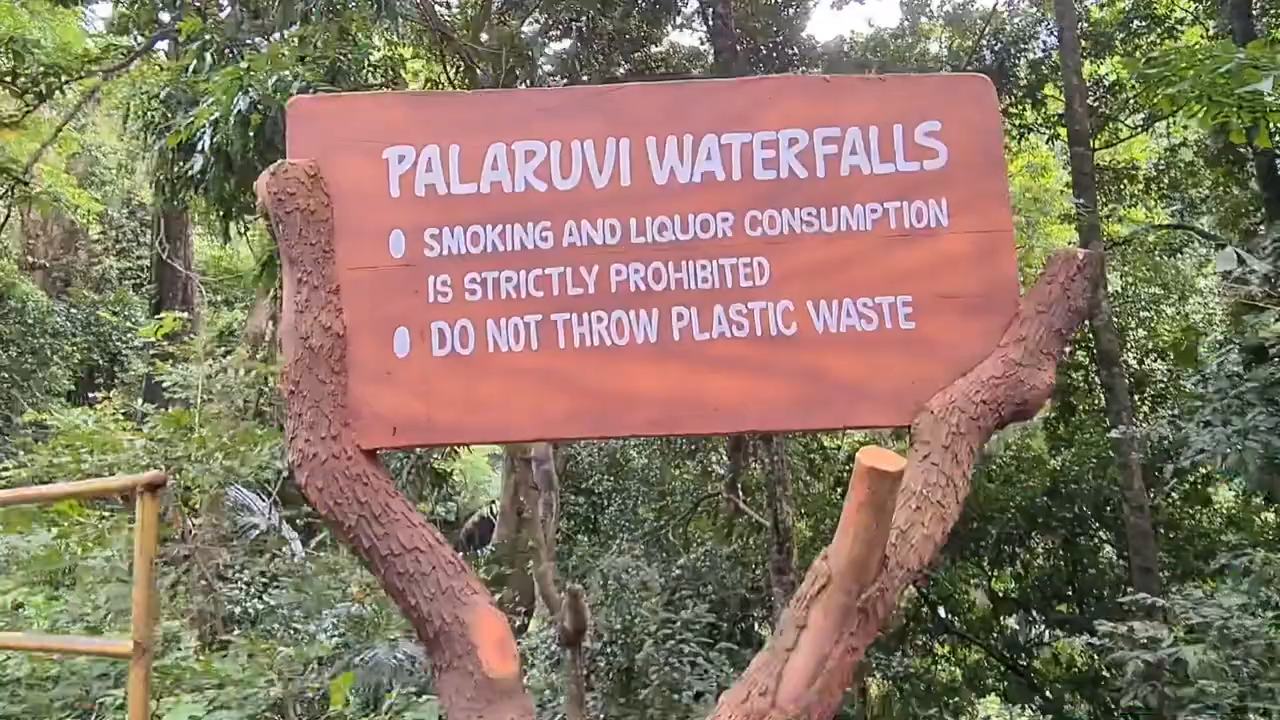 PALARUVI WATERFALLS
SMOKING AND LIQUOR CONSUMPTION
IS STRICTLY PROHIBITED
DO NOT THROW PLASTIC WASTE